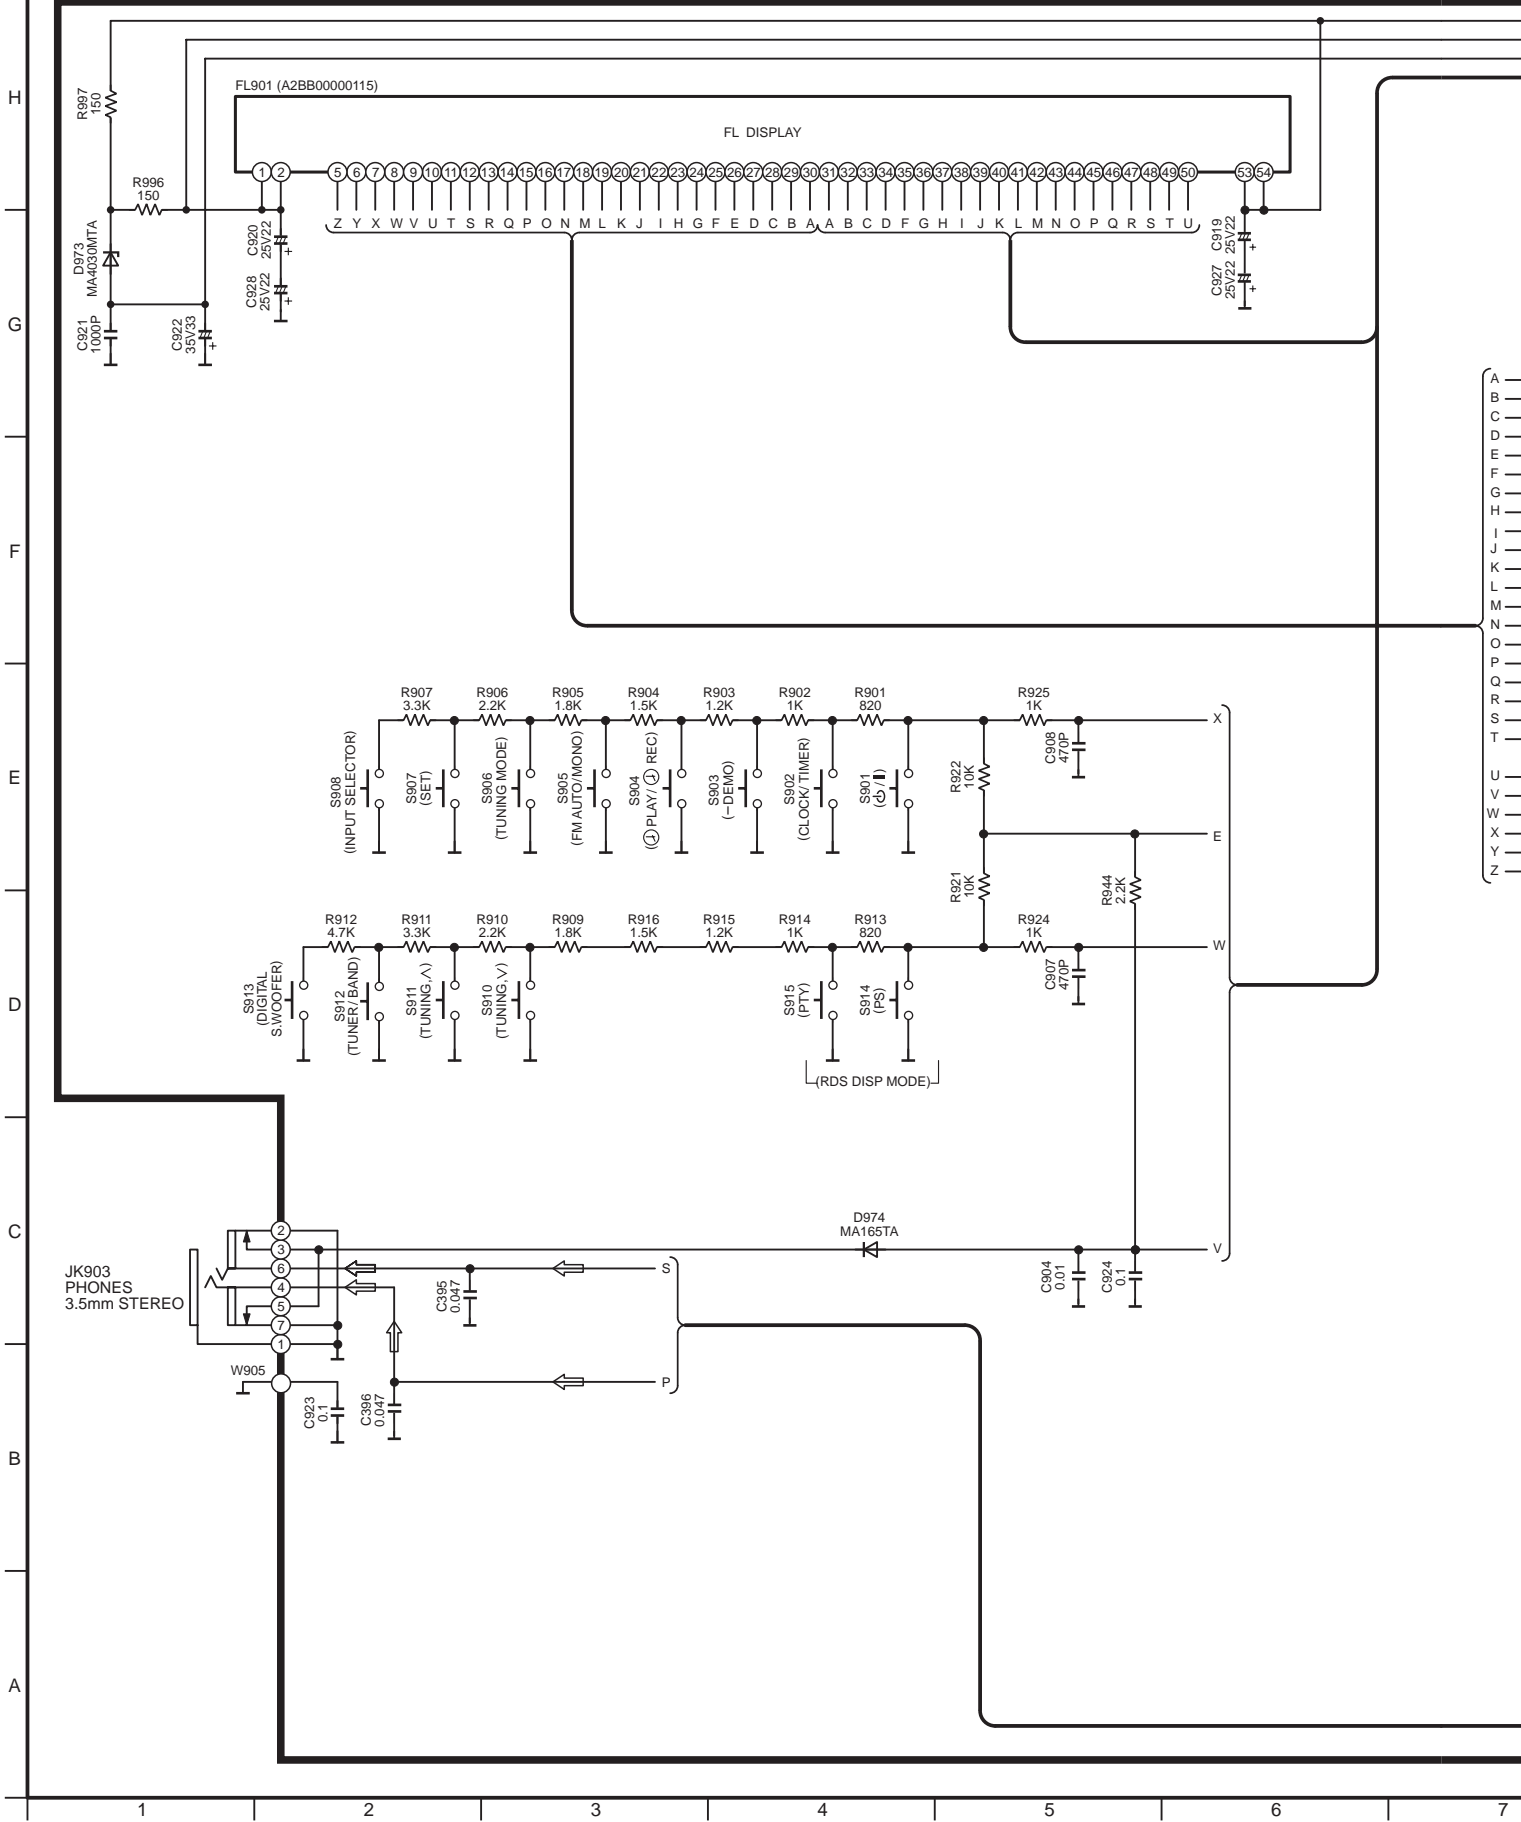 H
R997
150
FL901 (A2BB00000115)
FL DISPLAY
1 2 5 6 7 8 9 10 11 12 13 14 15 16 17 18 19 20 21 22 23 24 25 26 27 28 29 30 31 32 33 34 35 36 37 38 39 40 41 42 43 44 45 46 47 48 49 50 53 54
R996
150
Z Y X W V U T S R Q P O N M L K J I H G F E D C B A A B C D F G H I J K L M N O P Q R S T U
D973
MA4030MTA
C920
25V22
+
C928
25V22
+
C919
25V22
+
C927
25V22
+
G
C921
1000P
C922
35V33
+
A
B
C
D
E
F
G
H
I
J
K
L
M
N
O
P
Q
R
S
T
U
V
W
X
Y
Z
F
R907
3.3K
R906
2.2K
R905
1.8K
R904
1.5K
R903
1.2K
R902
1K
R901
820
R925
1K
X
E
S908
(INPUT SELECTOR)
S907
(SET)
S906
(TUNING MODE)
S905
(FM AUTO/MONO)
S904
(PLAY/ REC)
S903
(−DEMO)
S902
(CLOCK/TIMER)
S901
(⏻/I)
R922
10K
C908
470P
E
R921
10K
R944
2.2K
R912
4.7K
R911
3.3K
R910
2.2K
R909
1.8K
R916
1.5K
R915
1.2K
R914
1K
R913
820
R924
1K
W
D
S913
(DIGITAL
S.WOOFER)
S912
(TUNER/BAND)
S911
(TUNING,∧)
S910
(TUNING,∨)
S915
(PTY)
S914
(PS)
C907
470P
(RDS DISP MODE)
C
JK903
PHONES
3.5mm STEREO
2
3
6
4
5
7
1
D974
MA165TA
V
S
C395
0.047
C904
0.01
C924
0.1
W905
P
C923
0.1
C396
0.047
B
A
1 2 3 4 5 6 7